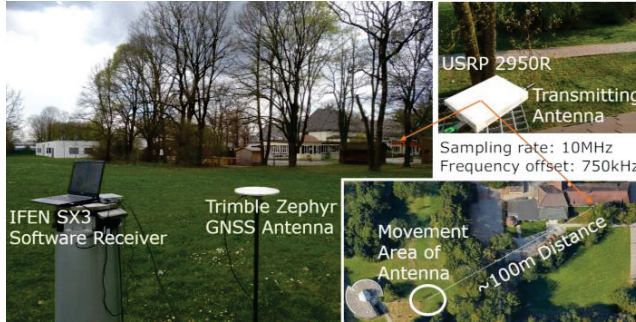 USRP 2950R
Transmitting
Antenna
Sampling rate: 10MHz
Frequency offset: 750kHz
IFEN SX3
Software Receiver
Trimble Zephyr
GNSS Antenna
Movement
Area of
Antenna
~100m Distance